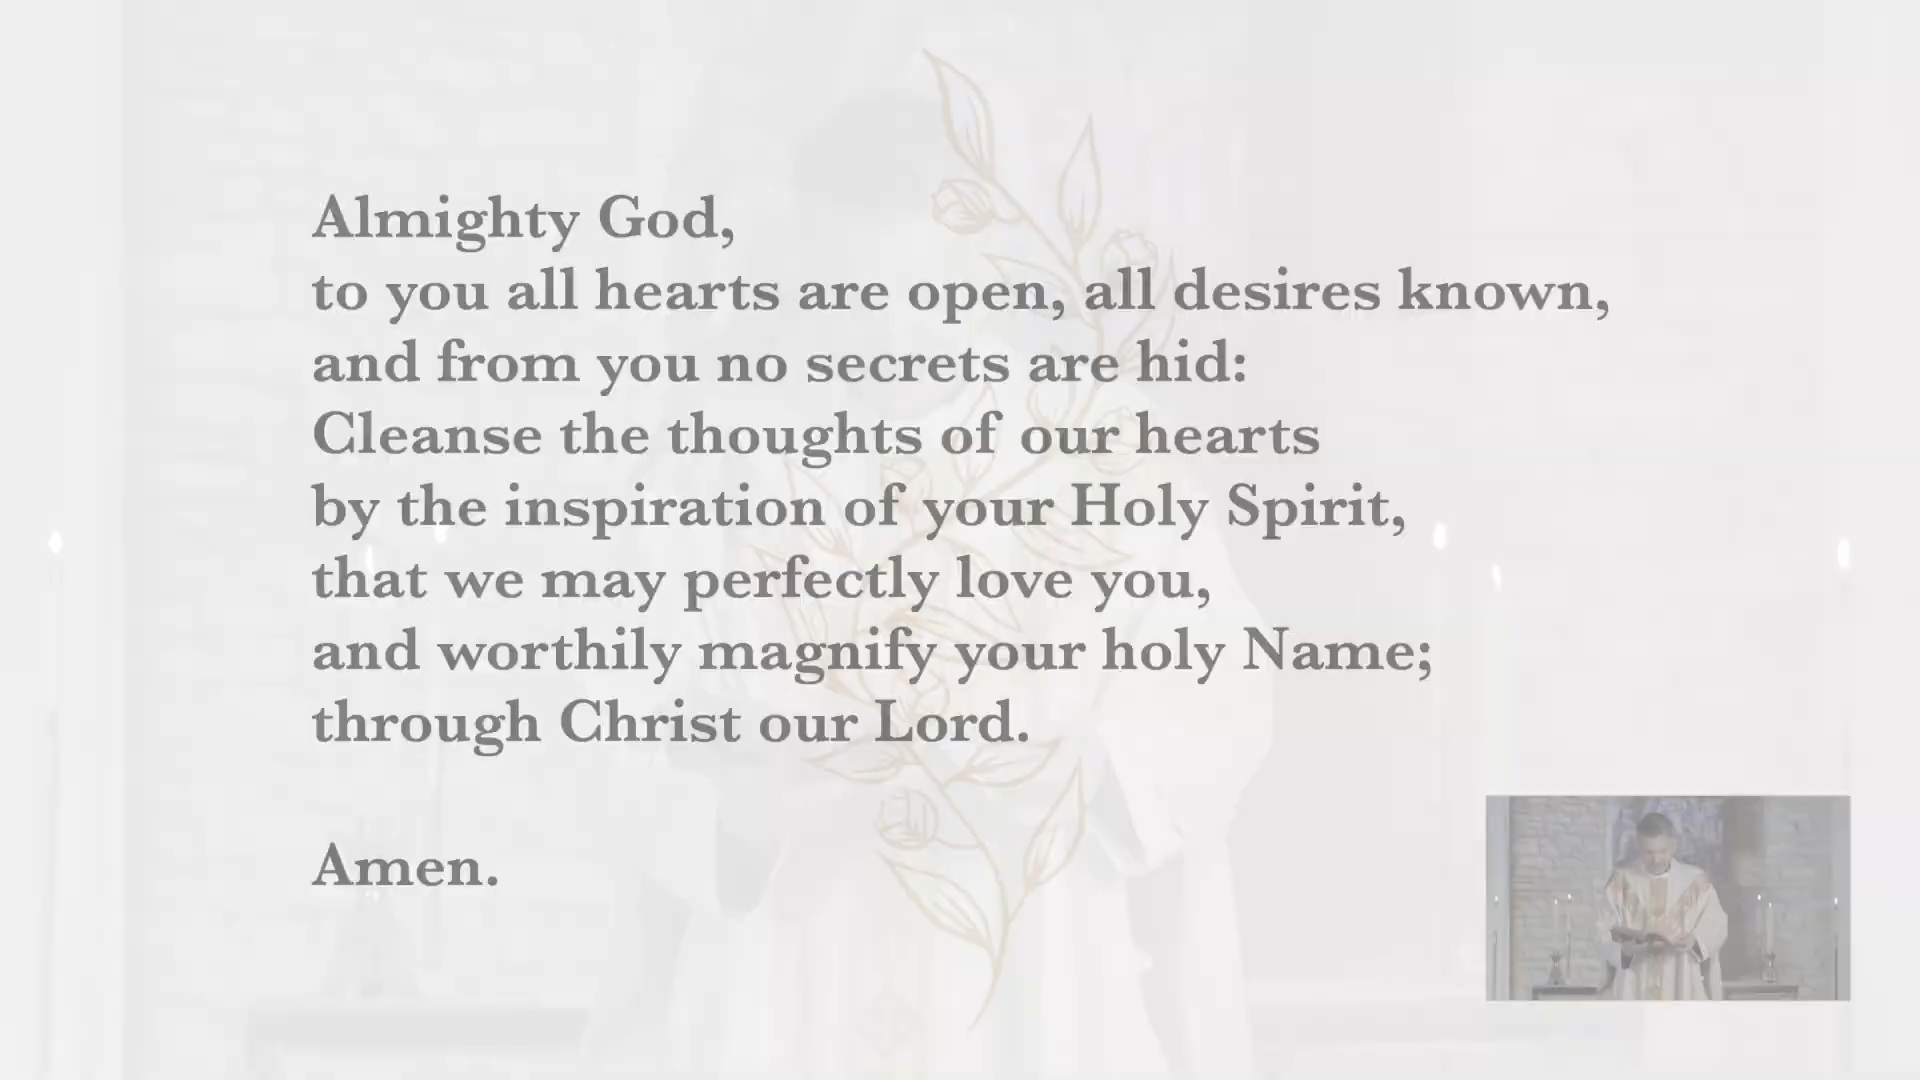 Almighty God,
to you all hearts are open, all desires known,
and from you no secrets are hid:
Cleanse the thoughts of our hearts
by the inspiration of your Holy Spirit,
that we may perfectly love you,
and worthily magnify your holy Name;
through Christ our Lord.
Amen.